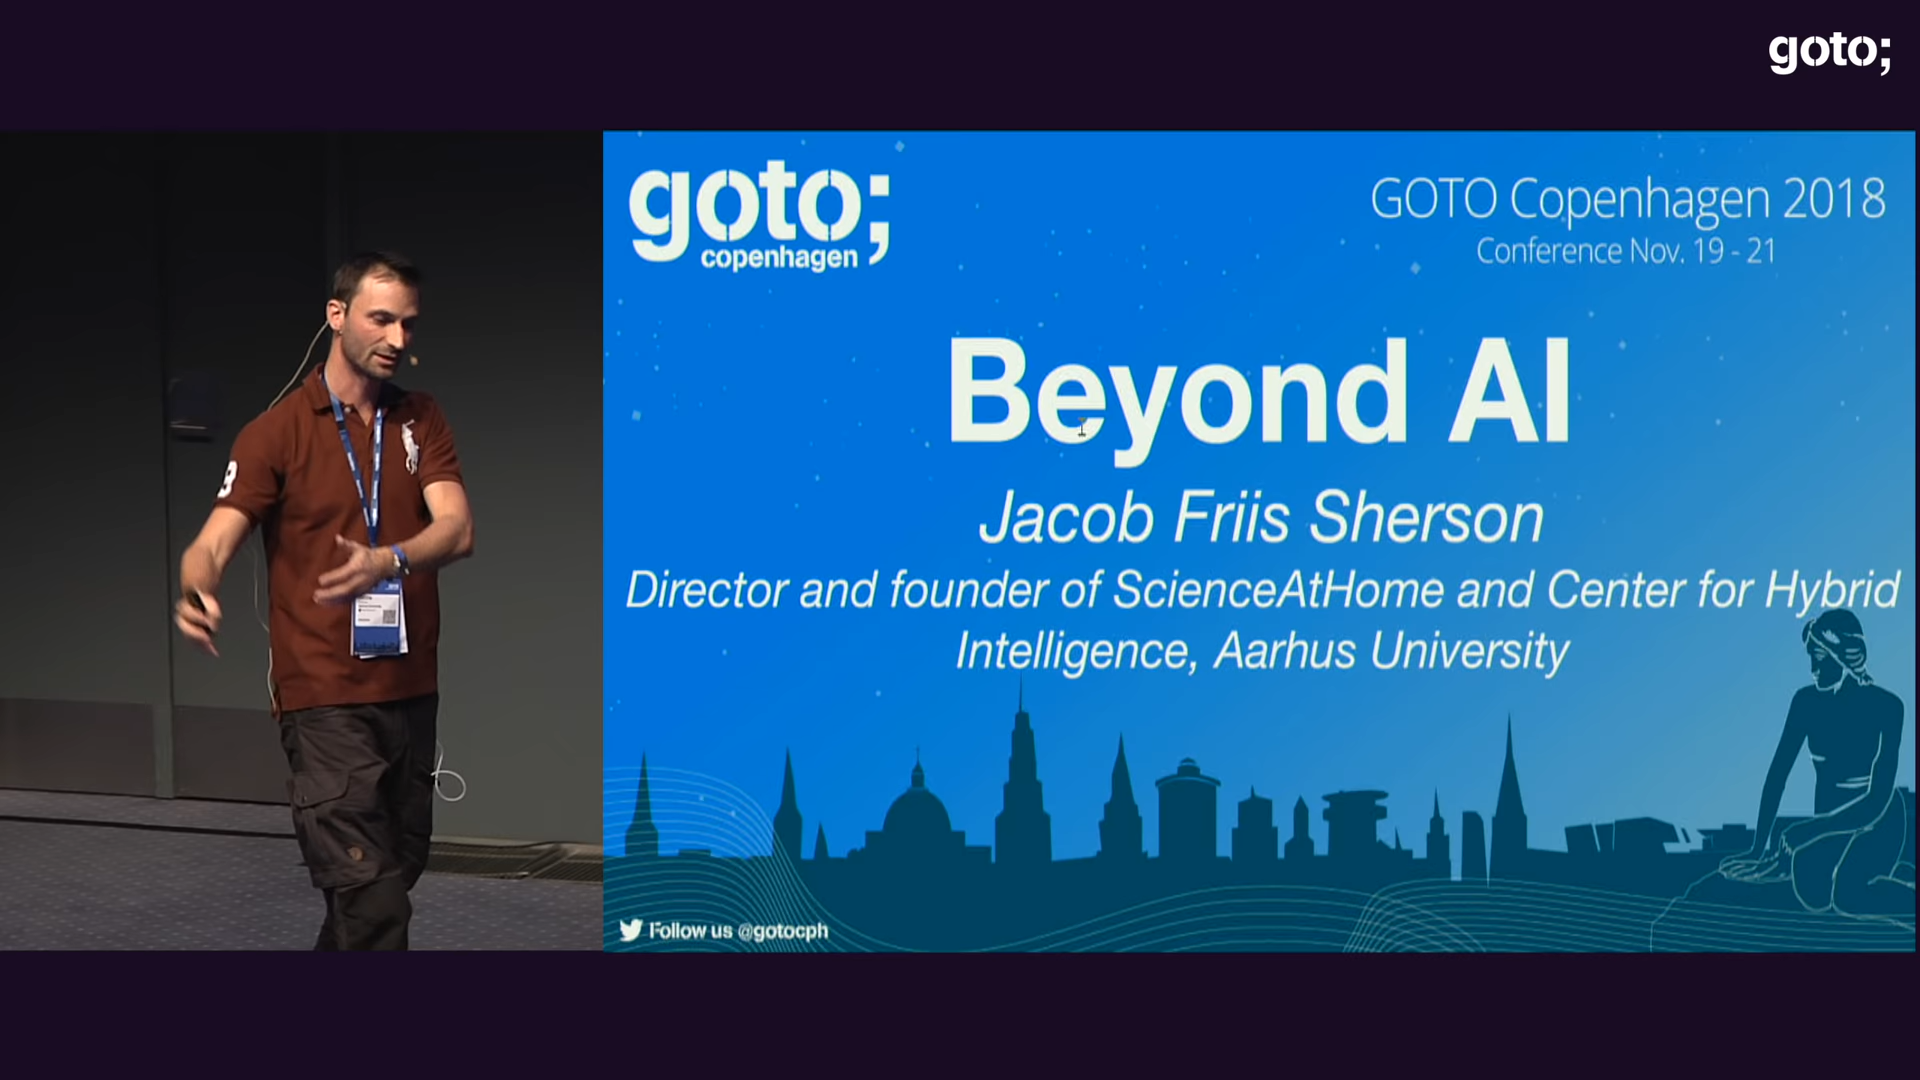 goto;
goto;
copenhagen
GOTO Copenhagen 2018
Conference Nov. 19 - 21
Beyond AI
Jacob Friis Sherson
Director and founder of ScienceAtHome and Center for Hybrid
Intelligence, Aarhus University
Follow us @gotocph
3